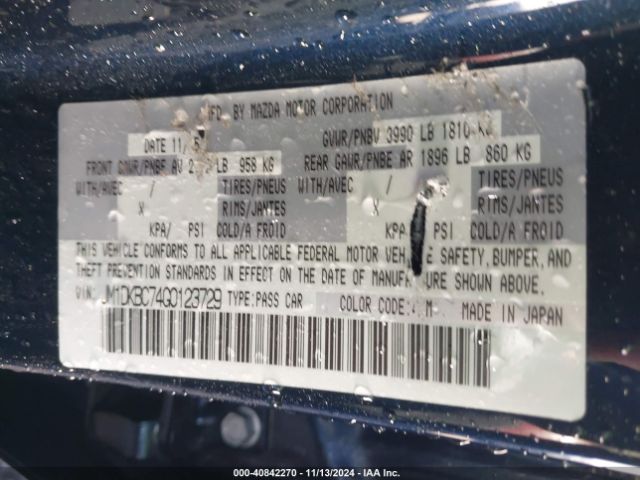 MFD. BY MAZDA MOTOR CORPORATION
DATE 11/ GVWR/PNBV 3990 LB 1810 KG
FRONT GAWR/PNBE AV LB 958 KG REAR GAWR/PNBE AR 1896 LB 860 KG
WITH/AVEC / TIRES/PNEUS WITH/AVEC / TIRES/PNEUS
X RIMS/JANTES X RIMS/JANTES
KPA/ PSI COLD/A FROID KPA/ PSI COLD/A FROID
THIS VEHICLE CONFORMS TO ALL APPLICABLE FEDERAL MOTOR SAFETY, BUMPER, AND
THEFT PREVENTION STANDARDS IN EFFECT ON THE DATE OF MANUFACTURE SHOWN ABOVE.
VIN: JM1DKBC74G0123729 TYPE:PASS CAR COLOR CODE: M MADE IN JAPAN
000-40842270 - 11/13/2024 - IAA Inc.